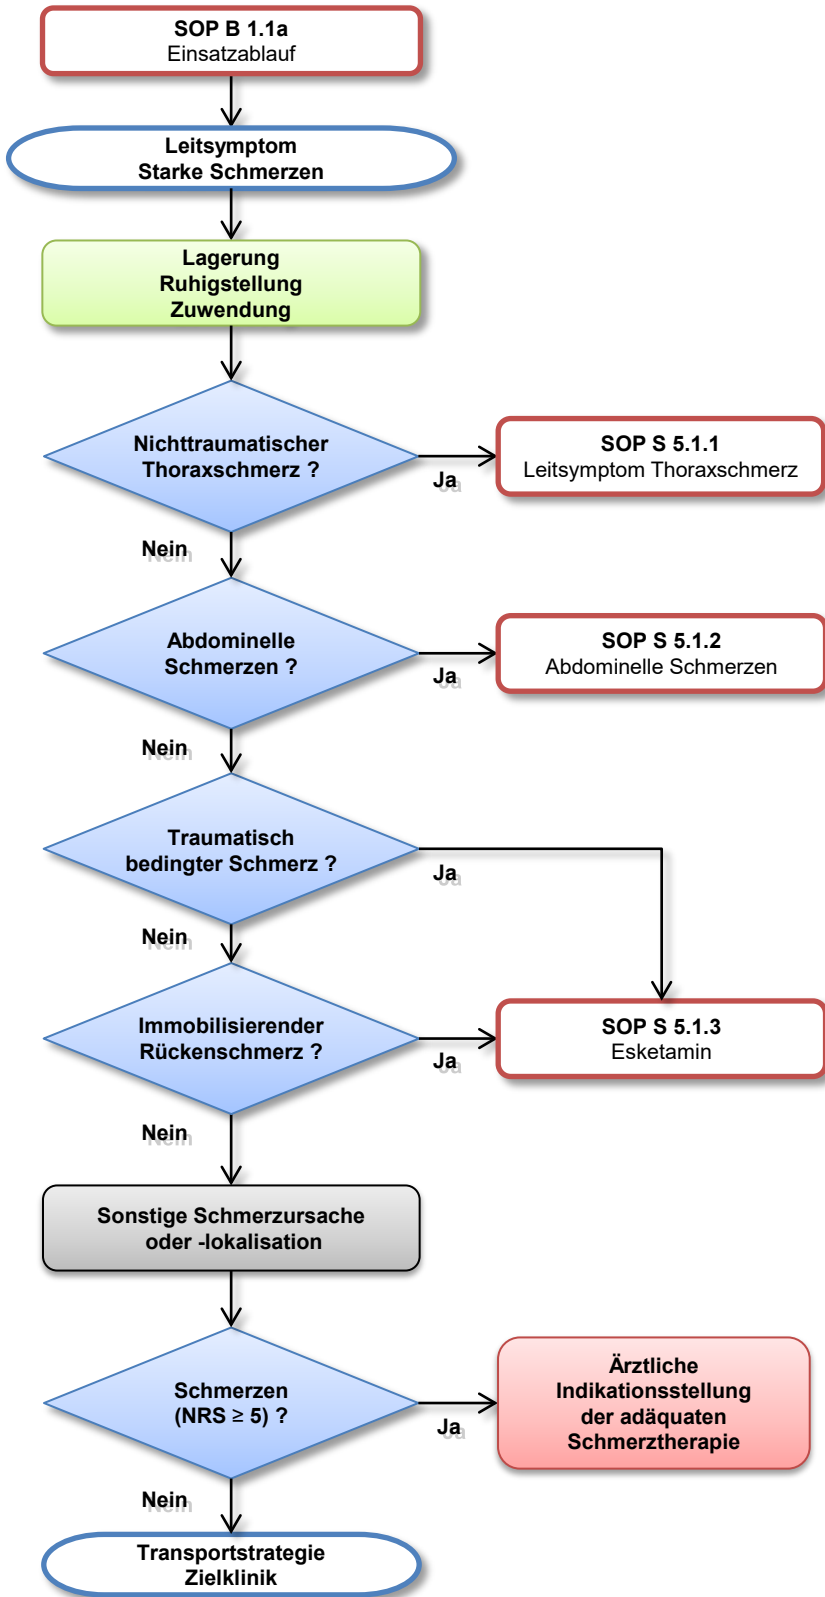 SOP B 1.1a
Einsatzablauf
Leitsymptom
Starke Schmerzen
Lagerung
Ruhigstellung
Zuwendung
Nichttraumatischer
Thoraxschmerz ?
Ja
SOP S 5.1.1
Leitsymptom Thoraxschmerz
Nein
Abdominelle
Schmerzen ?
Ja
SOP S 5.1.2
Abdominelle Schmerzen
Nein
Traumatisch
bedingter Schmerz ?
Ja
Nein
Immobilisierender
Rückenschmerz ?
Ja
SOP S 5.1.3
Esketamin
Nein
Sonstige Schmerzursache
oder -lokalisation
Schmerzen
(NRS ≥ 5) ?
Ja
Ärztliche
Indikationsstellung
der adäquaten
Schmerztherapie
Nein
Transportstrategie
Zielklinik